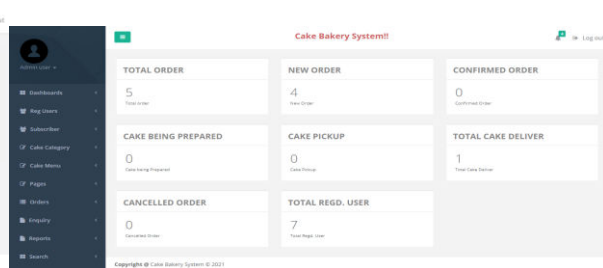 Cake Bakery System!!
Log out
Admin user
Dashboards
Reg Users
Subscriber
Cake Category
Cake Menu
Pages
Orders
Enquiry
Reports
Search
TOTAL ORDER
5
Total order
NEW ORDER
4
New Order
CONFIRMED ORDER
0
Confirmed Order
CAKE BEING PREPARED
0
Cake being Prepared
CAKE PICKUP
0
Cake Pickup
TOTAL CAKE DELIVER
1
Total Cake Deliver
CANCELLED ORDER
0
Cancelled Order
TOTAL REGD. USER
7
Total Regd. User
Copyright @ Cake Bakery System © 2021